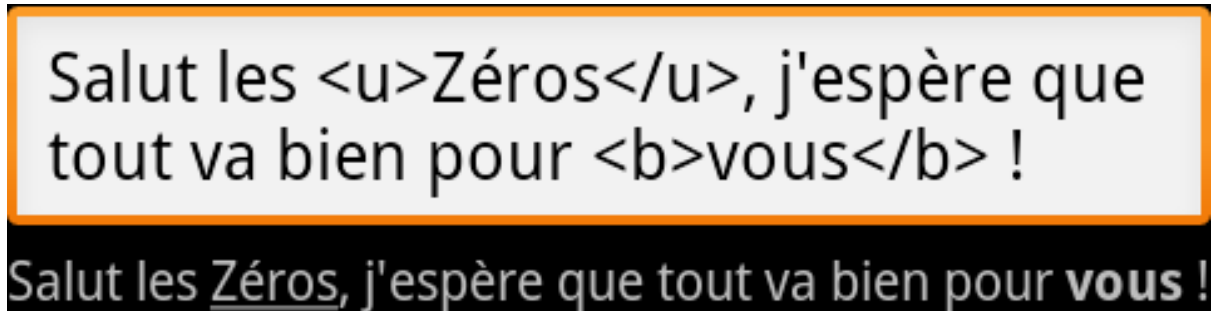 Salut les <u>Zéros</u>, j'espère que
tout va bien pour <b>vous</b> !
Salut les Zéros, j'espère que tout va bien pour vous !